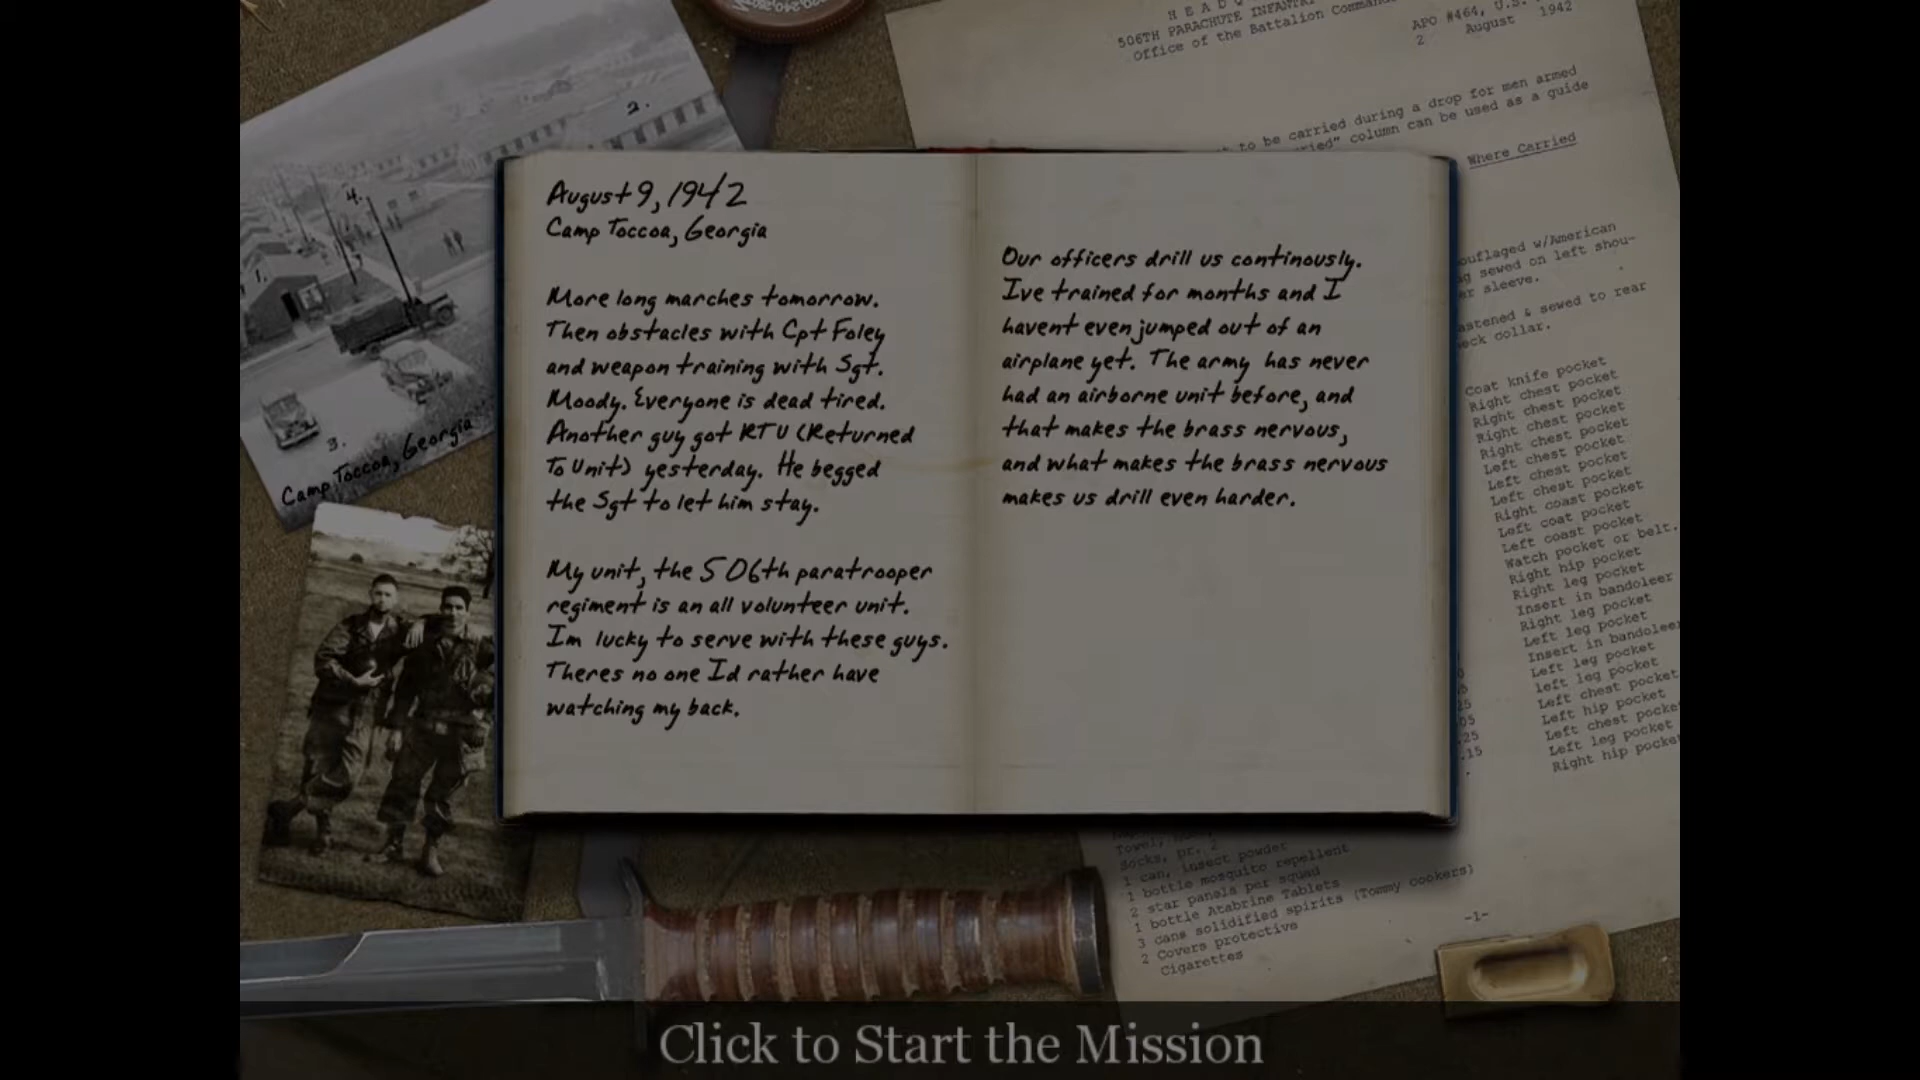 August 9, 1942
Camp Toccoa, Georgia
More long marches tomorrow.
Then obstacles with Cpt Foley
and weapon training with Sgt.
Moody. Everyone is dead tired.
Another guy got RTU (Returned
To Unit) yesterday. He begged
the Sgt to let him stay.
My unit, the 506th paratrooper
regiment is an all volunteer unit.
Im lucky to serve with these guys.
Theres no one Id rather have
watching my back.
Our officers drill us continously.
Ive trained for months and I
havent even jumped out of an
airplane yet. The army has never
had an airborne unit before, and
that makes the brass nervous,
and what makes the brass nervous
makes us drill even harder.
1.
2.
3.
4.
Camp Toccoa, Georgia
506TH PARACHUTE
Office of the Battalion
APO #464, U.S.
2 August 1942
to be carried during a drop for men armed
column can be used as a guide
Where Carried
w/American
sewed on left shou-
sleeve.
& sewed to rear
collar.
Coat knife pocket
Right chest pocket
Right chest pocket
Right chest pocket
Right chest pocket
Left chest pocket
Left chest pocket
Left chest pocket
Right coast pocket
Left coat pocket
Left coast pocket
Watch pocket or belt.
Right hip pocket
Right leg pocket
Insert in bandoleer
Right leg pocket
Left leg pocket
Insert in
Left leg pocket
left leg pocket
Left chest pocket
Left hip pocket
Left chest
Left leg pocket
Right hip
.05
.25
.15
Towel,
Socks, pr. 2
1 can, insect powder
1 bottle mosquito repellent
2 star panels per squad
1 bottle Atabrine Tablets
3 cans solidified spirits (Tommy cookers)
2 Covers protective
Cigarettes
-1-
Click to Start the Mission